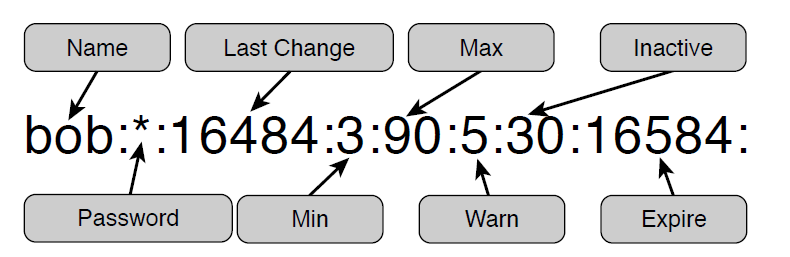 Name Last Change Max Inactive
bob:*:16484:3:90:5:30:16584:
Password Min Warn Expire